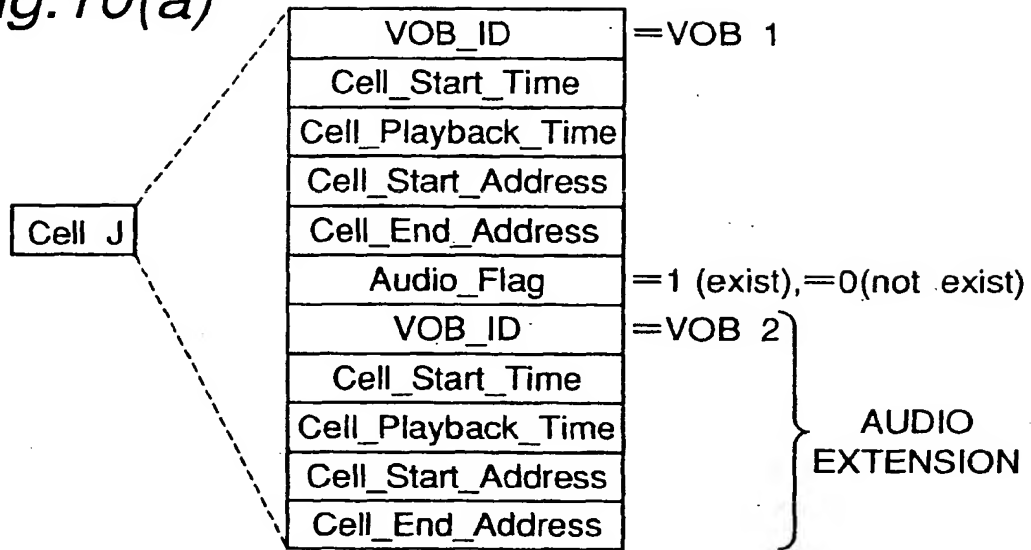 ig.10(a)
VOB_ID =VOB 1
Cell_Start_Time
Cell_Playback_Time
Cell_Start_Address
Cell J
Cell_End_Address
Audio_Flag =1 (exist),=0(not exist)
VOB_ID =VOB 2
Cell_Start_Time
Cell_Playback_Time
AUDIO
EXTENSION
Cell_Start_Address
Cell_End_Address